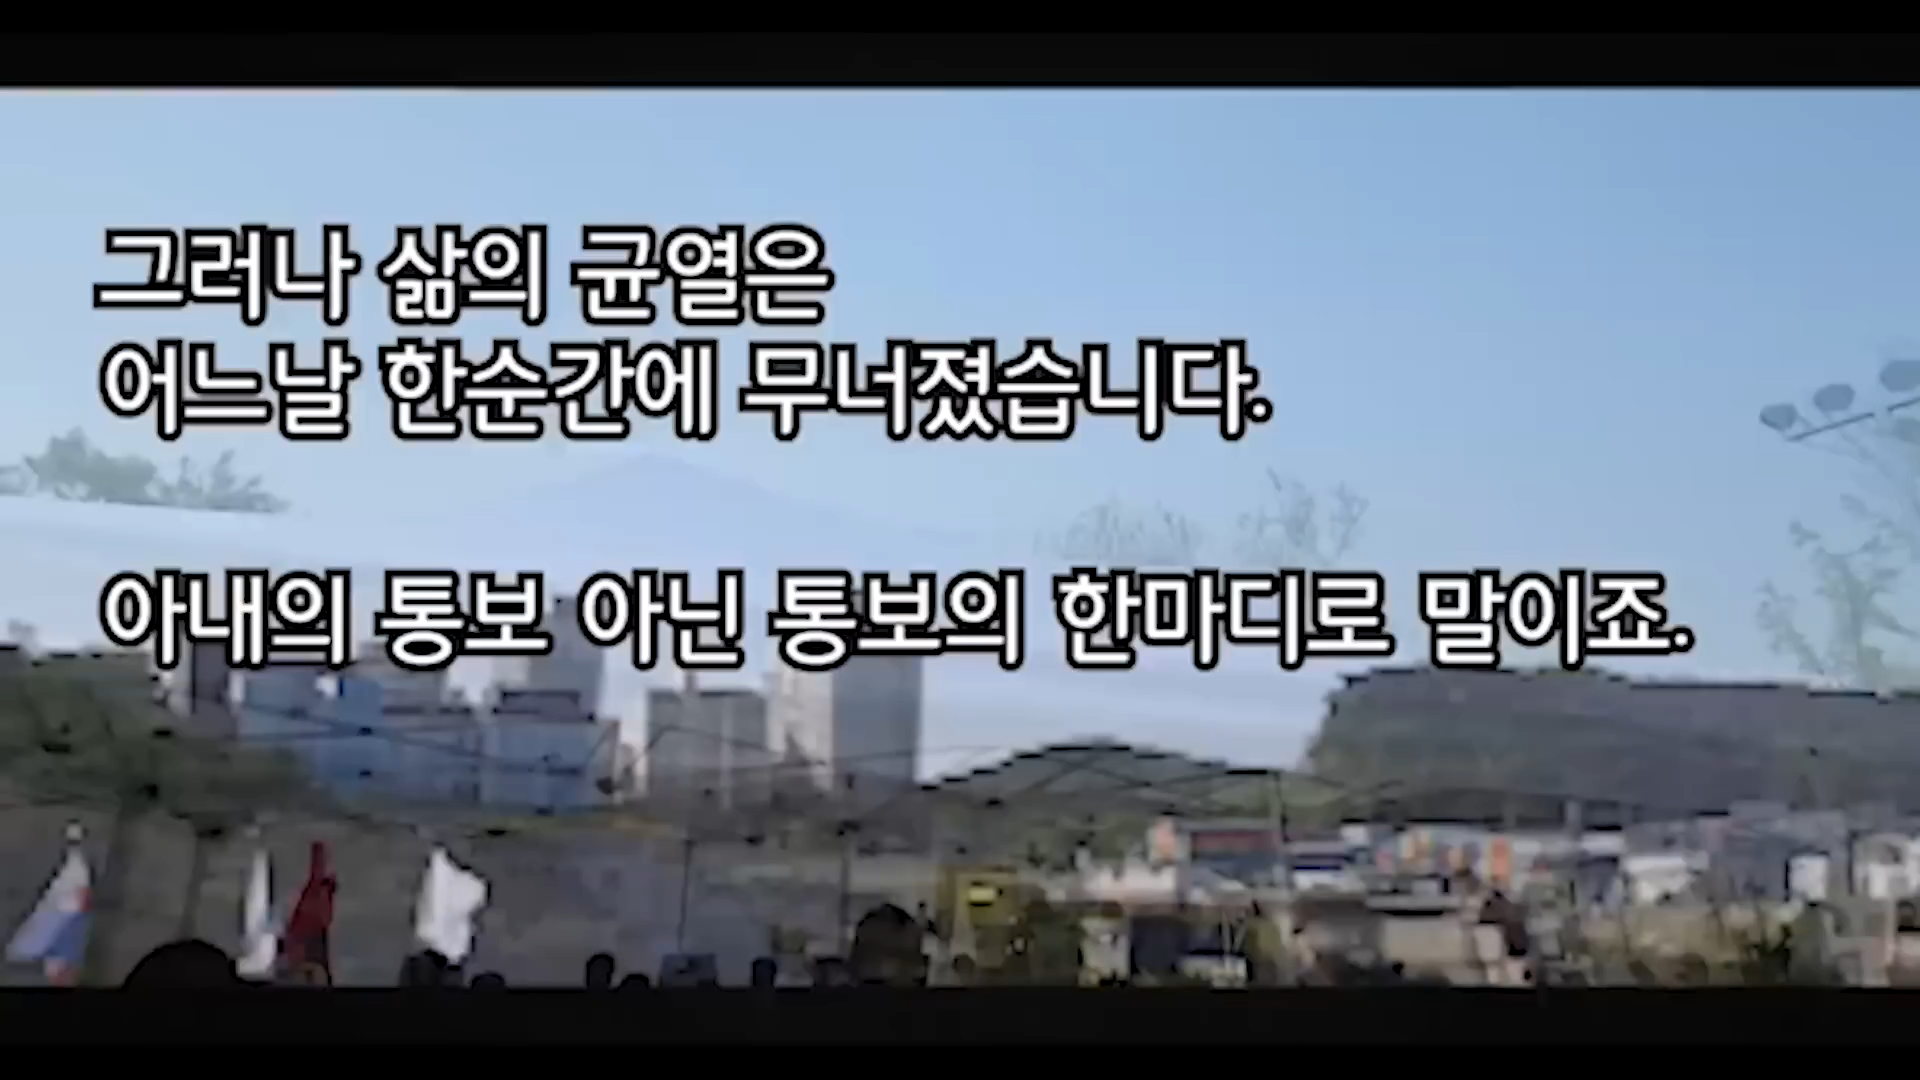 그러나 삶의 균열은
어느날 한순간에 무너졌습니다.
아내의 통보 아닌 통보의 한마디로 말이죠.